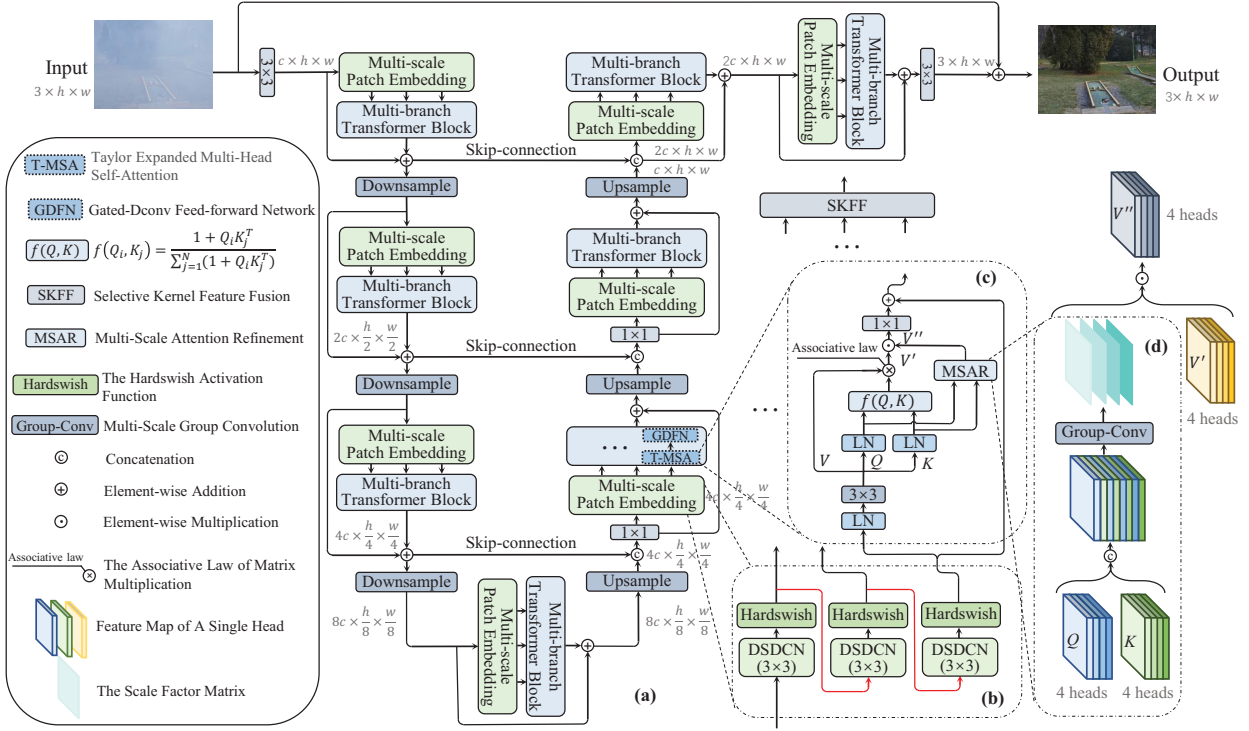 Input
3 × h × w
3×3
c × h × w
Multi-scale
Patch Embedding
Multi-branch
Transformer Block
Skip-connection
Downsample
Multi-scale
Patch Embedding
Multi-branch
Transformer Block
2c × h/2 × w/2
Skip-connection
Downsample
Multi-scale
Patch Embedding
Multi-branch
Transformer Block
4c × h/4 × w/4
Skip-connection
Downsample
8c × h/8 × w/8
Multi-scale
Patch Embedding
Multi-branch
Transformer Block
(a)
8c × h/8 × w/8
Upsample
c
4c × h/4 × w/4
1×1
Multi-scale
Patch Embedding
4c × h/4 × w/4
...
GDFN
T-MSA
Upsample
c
1×1
Multi-scale
Patch Embedding
Multi-branch
Transformer Block
Upsample
c × h × w
c
2c × h × w
Multi-scale
Patch Embedding
Multi-branch
Transformer Block
2c × h × w
Multi-scale
Patch Embedding
Multi-branch
Transformer Block
3×3
3 × h × w
Output
3× h × w
T-MSA
Taylor Expanded Multi-Head
Self-Attention
GDFN
Gated-Dconv Feed-forward Network
f(Q, K)
f(Q_i, K_j) = (1 + Q_i K_j^T) / (∑_{j=1}^N (1 + Q_i K_j^T))
SKFF
Selective Kernel Feature Fusion
MSAR
Multi-Scale Attention Refinement
Hardswish
The Hardswish Activation
Function
Group-Conv
Multi-Scale Group Convolution
c
Concatenation
Element-wise Addition
Element-wise Multiplication
Associative law
The Associative Law of Matrix
Multiplication
Feature Map of A Single Head
The Scale Factor Matrix
SKFF
...
...
(c)
1×1
V''
Associative law
V'
MSAR
f(Q, K)
LN
LN
V
Q
K
3×3
LN
Hardswish
Hardswish
Hardswish
DSDCN
(3×3)
DSDCN
(3×3)
DSDCN
(3×3)
(b)
V''
4 heads
(d)
V'
4 heads
Group-Conv
c
Q
K
4 heads
4 heads